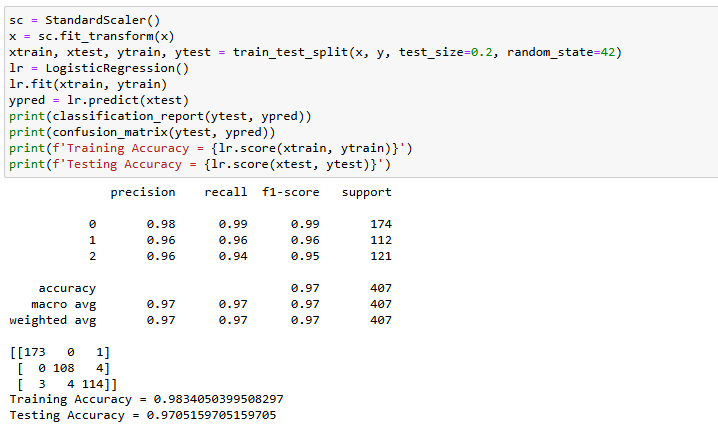 sc = StandardScaler()
x = sc.fit_transform(x)
xtrain, xtest, ytrain, ytest = train_test_split(x, y, test_size=0.2, random_state=42)
lr = LogisticRegression()
lr.fit(xtrain, ytrain)
ypred = lr.predict(xtest)
print(classification_report(ytest, ypred))
print(confusion_matrix(ytest, ypred))
print(f'Training Accuracy = {lr.score(xtrain, ytrain)}')
print(f'Testing Accuracy = {lr.score(xtest, ytest)}')
precision recall f1-score support
0 0.98 0.99 0.99 174
1 0.96 0.96 0.96 112
2 0.96 0.94 0.95 121
accuracy 0.97 407
macro avg 0.97 0.97 0.97 407
weighted avg 0.97 0.97 0.97 407
[[173 0 1]
[ 0 108 4]
[ 3 4 114]]
Training Accuracy = 0.9834050399508297
Testing Accuracy = 0.9705159705159705